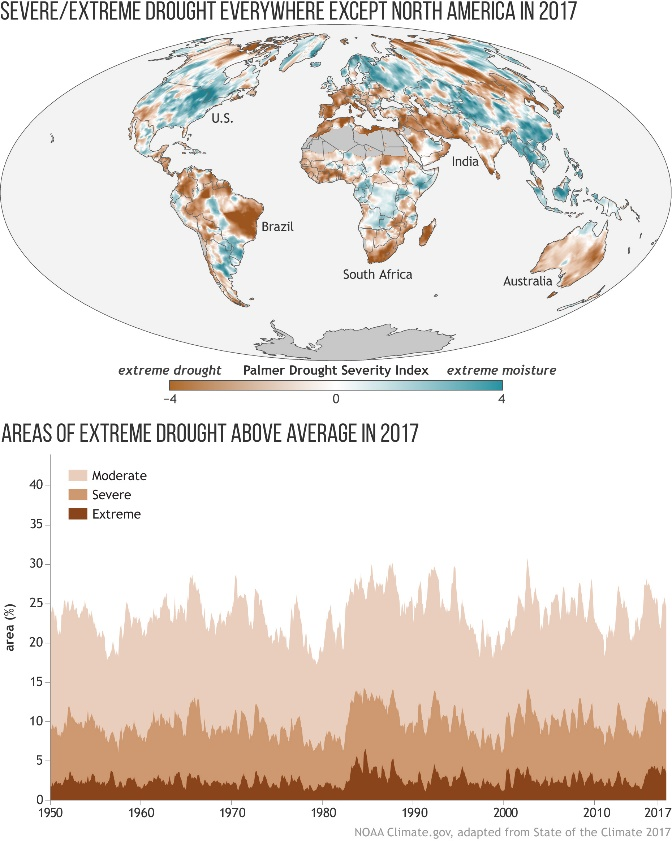 SEVERE/EXTREME DROUGHT EVERYWHERE EXCEPT NORTH AMERICA IN 2017
U.S.
India
Brazil
South Africa
Australia
extreme drought Palmer Drought Severity Index extreme moisture
–4 0 4
AREAS OF EXTREME DROUGHT ABOVE AVERAGE IN 2017
Moderate
Severe
Extreme
40
35
30
25
20
15
10
5
0
area (%)
1950 1960 1970 1980 1990 2000 2010 2017
NOAA Climate.gov, adapted from State of the Climate 2017